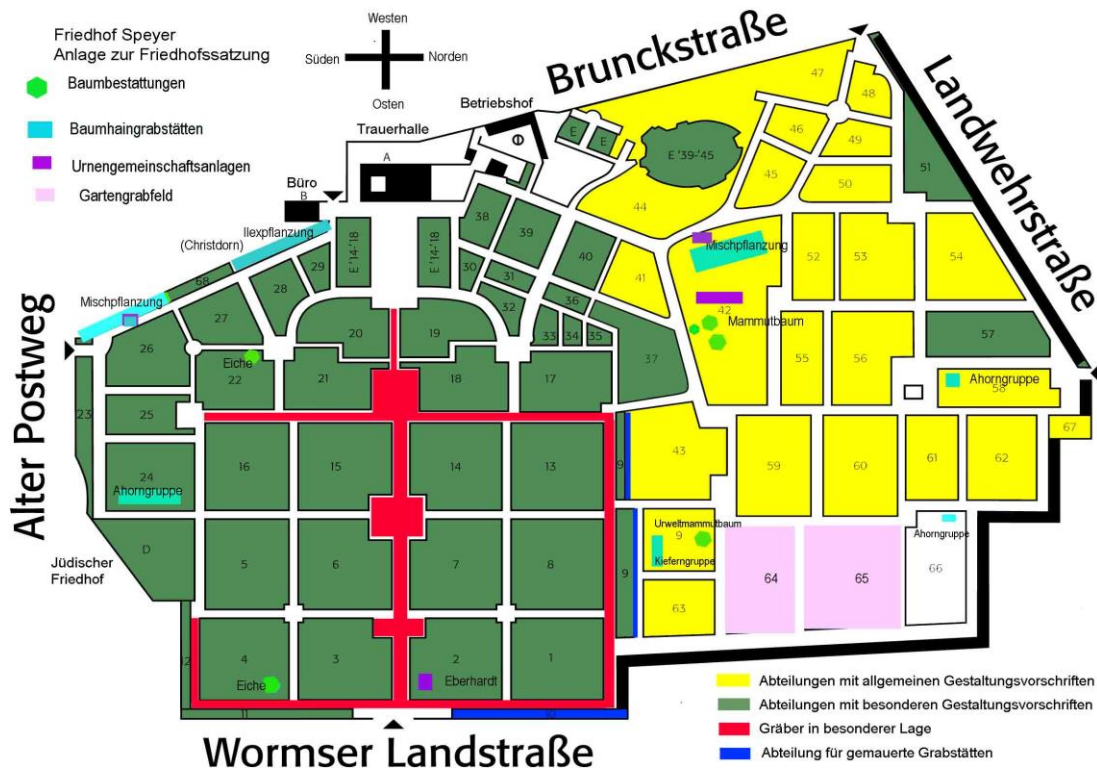 Friedhof Speyer
Anlage zur Friedhofssatzung
Baumbestattungen
Baumhaingrabstätten
Urnengemeinschaftsanlagen
Gartengrabfeld
Westen
Süden
Norden
Osten
Brunckstraße
Landwehrstraße
Betriebshof
Trauerhalle
A
Büro
B
Ilexpflanzung
(Christdorn)
Mischpflanzung
Alter Postweg
E
E
E '39-'45
47
48
46
49
45
50
51
44
38
39
E '14-'18
E '14-'18
Mischpflanzung
40
41
52
53
54
68
29
28
30
31
32
36
27
42
Mammutbaum
57
26
20
19
33
34
35
37
55
56
Eiche
22
21
18
17
Ahorngruppe
58
23
25
67
16
15
14
13
9
43
59
60
61
62
24
Ahorngruppe
Urweltmammutbaum
9
Kieferngruppe
Ahorngruppe
D
Jüdischer
Friedhof
5
6
7
8
9
64
65
66
63
12
4
3
2
1
Eiche
Eberhardt
11
10
Wormser Landstraße
Abteilungen mit allgemeinen Gestaltungsvorschriften
Abteilungen mit besonderen Gestaltungsvorschriften
Gräber in besonderer Lage
Abteilung für gemauerte Grabstätten